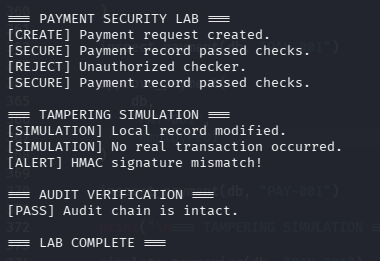 ═══ PAYMENT SECURITY LAB ═══
[CREATE] Payment request created.
[SECURE] Payment record passed checks.
[REJECT] Unauthorized checker.
[SECURE] Payment record passed checks.
═══ TAMPERING SIMULATION ═══
[SIMULATION] Local record modified.
[SIMULATION] No real transaction occurred.
[ALERT] HMAC signature mismatch!
═══ AUDIT VERIFICATION ═══
[PASS] Audit chain is intact.
═══ LAB COMPLETE ═══